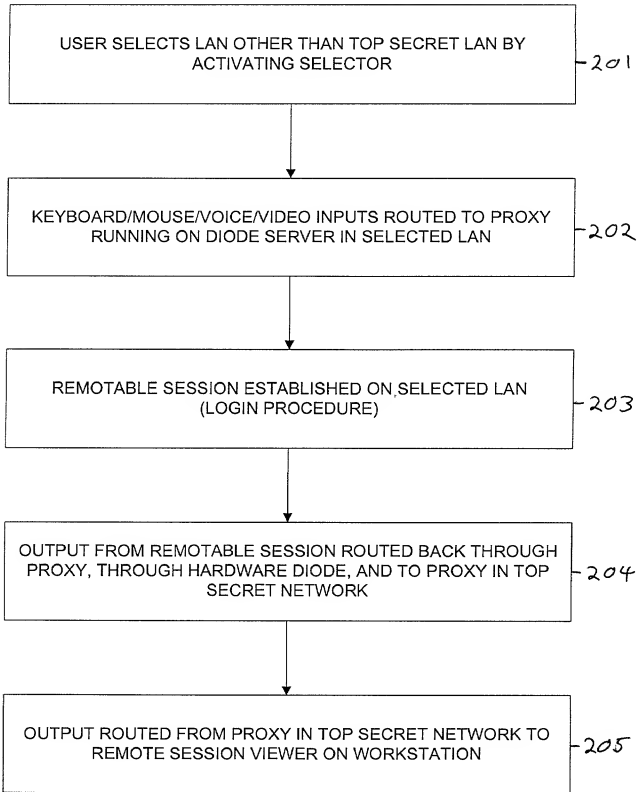 USER SELECTS LAN OTHER THAN TOP SECRET LAN BY
ACTIVATING SELECTOR
201
KEYBOARD/MOUSE/VOICE/VIDEO INPUTS ROUTED TO PROXY
RUNNING ON DIODE SERVER IN SELECTED LAN
202
REMOTABLE SESSION ESTABLISHED ON SELECTED LAN
(LOGIN PROCEDURE)
203
OUTPUT FROM REMOTABLE SESSION ROUTED BACK THROUGH
PROXY, THROUGH HARDWARE DIODE, AND TO PROXY IN TOP
SECRET NETWORK
204
OUTPUT ROUTED FROM PROXY IN TOP SECRET NETWORK TO
REMOTE SESSION VIEWER ON WORKSTATION
205